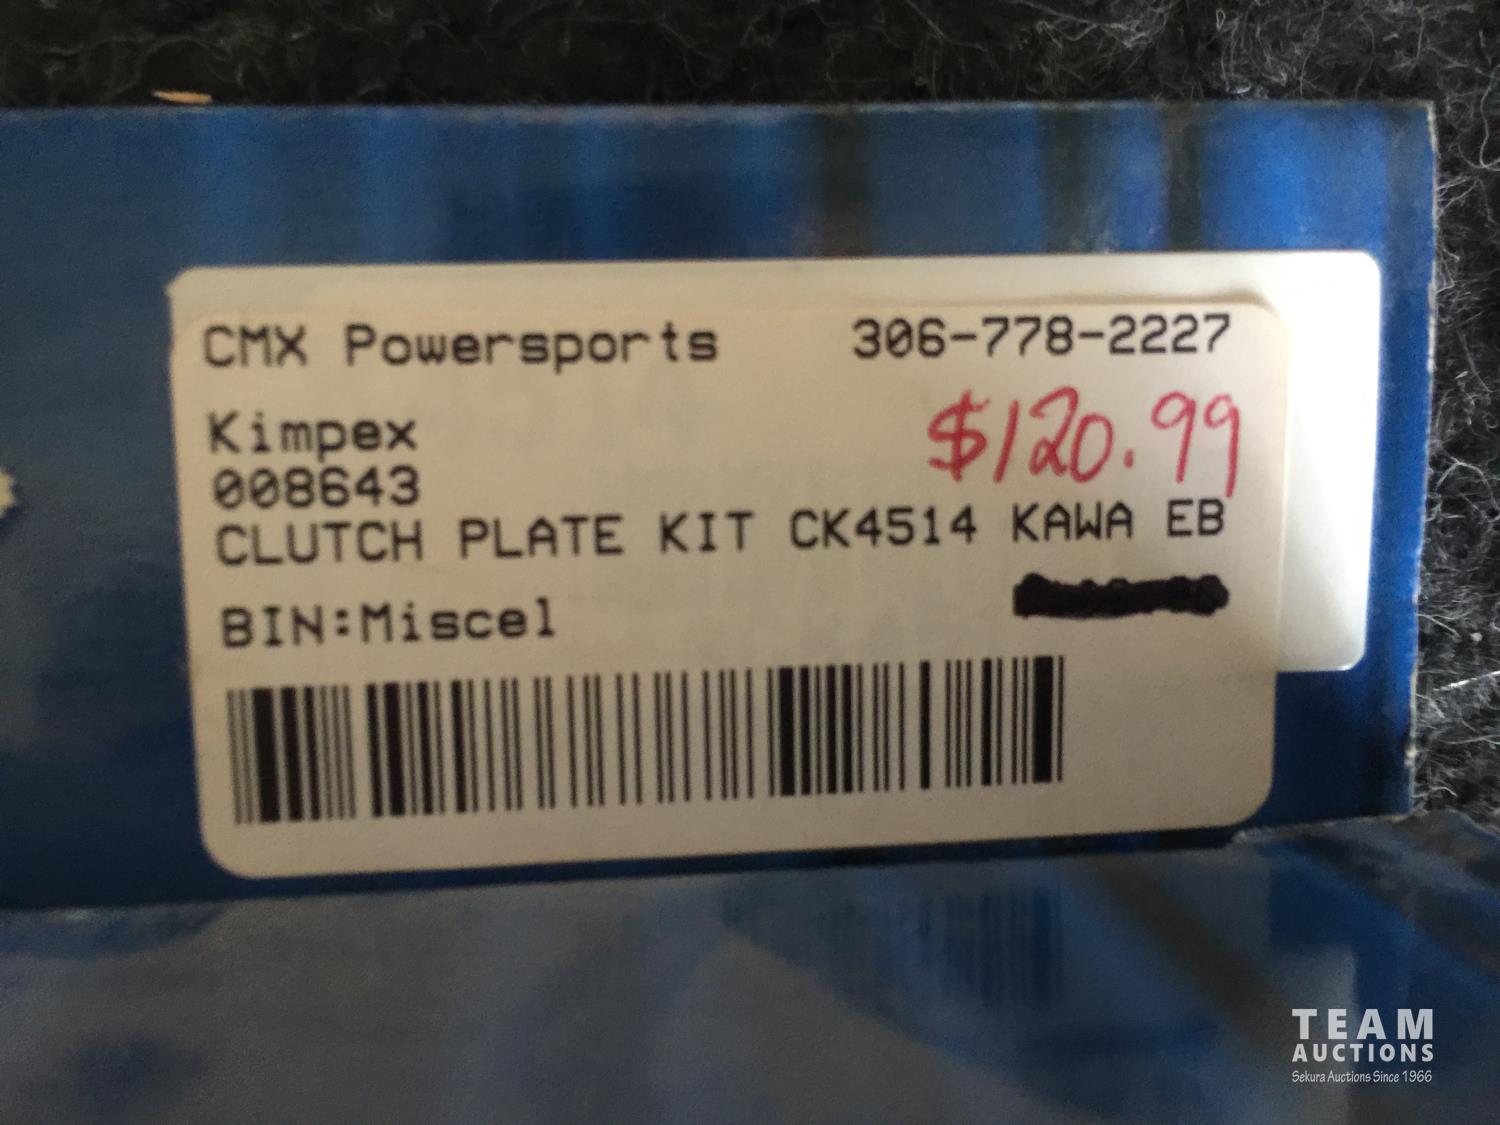 CMX Powersports 306-778-2227
Kimpex $120.99
008643
CLUTCH PLATE KIT CK4514 KAWA EB
BIN:Miscel
TEAM
AUCTIONS
Sekura Auctions Since 1966